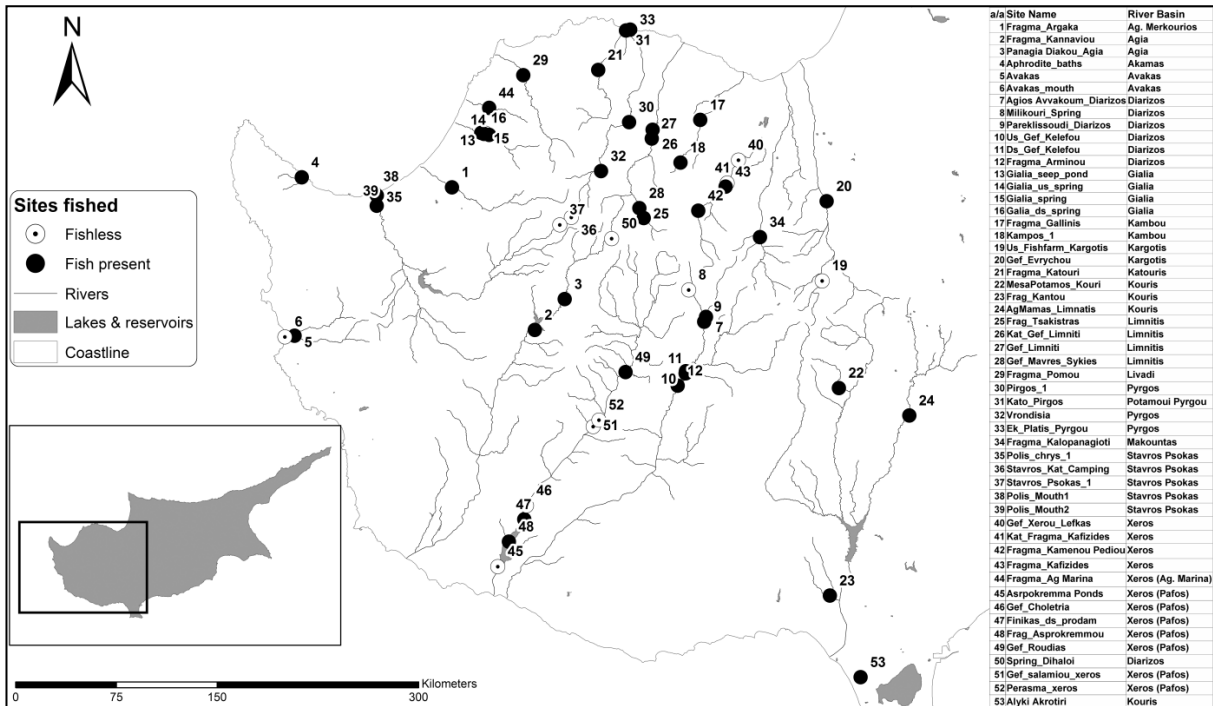 N
33
31
29
21
44
14
16
13
15
30
17
27
26
18
40
41
43
32
42
4
38
39
35
1
20
28
37
50
25
36
34
19
8
3
9
7
2
6
5
49
11
12
10
22
24
52
51
46
47
48
45
23
53
Sites fished
Fishless
Fish present
Rivers
Lakes & reservoirs
Coastline
Kilometers
0 75 150 300
a/a Site Name River Basin
1 Fragma_Argaka Ag. Merkourios
2 Fragma_Kannaviou Agia
3 Panagia Diakou_Agia Agia
4 Aphrodite_baths Akamas
5 Avakas Avakas
6 Avakas_mouth Avakas
7 Agios Avvakoum_Diarizos Diarizos
8 Milikouri_Spring Diarizos
9 Pareklissoudi_Diarizos Diarizos
10 Us_Gef_Kelefou Diarizos
11 Ds_Gef_Kelefou Diarizos
12 Fragma_Arminou Diarizos
13 Gialia_seep_pond Gialia
14 Gialia_us_spring Gialia
15 Gialia_spring Gialia
16 Galia_ds_spring Gialia
17 Fragma_Gallinis Kambou
18 Kampos_1 Kambou
19 Us_Fishfarm_Kargotis Kargotis
20 Gef_Evrychou Kargotis
21 Fragma_Katouri Katouris
22 MesaPotamos_Kouri Kouris
23 Frag_Kantou Kouris
24 AgMamas_Limnatis Kouris
25 Frag_Tsakistras Limnitis
26 Kat_Gef_Limniti Limnitis
27 Gef_Limniti Limnitis
28 Gef_Mavres_Sykies Limnitis
29 Fragma_Pomou Livadi
30 Pirgos_1 Pyrgos
31 Kato_Pirgos Potamoui Pyrgou
32 Vrondisia Pyrgos
33 Ek_Platis_Pyrgou Pyrgos
34 Fragma_Kalopanagioti Makountas
35 Polis_chrys_1 Stavros Psokas
36 Stavros_Kat_Camping Stavros Psokas
37 Stavros_Psokas_1 Stavros Psokas
38 Polis_Mouth1 Stavros Psokas
39 Polis_Mouth2 Stavros Psokas
40 Gef_Xerou_Lefkas Xeros
41 Kat_Fragma_Kafizides Xeros
42 Fragma_Kamenou Pediou Xeros
43 Fragma_Kafizides Xeros
44 Fragma_Ag Marina Xeros (Ag. Marina)
45 Asrpokremma Ponds Xeros (Pafos)
46 Gef_Choletria Xeros (Pafos)
47 Finikas_ds_prodam Xeros (Pafos)
48 Frag_Asprokremmou Xeros (Pafos)
49 Gef_Roudias Xeros (Pafos)
50 Spring_Dihaloi Diarizos
51 Gef_salamiou_xeros Xeros (Pafos)
52 Perasma_xeros Xeros (Pafos)
53 Alyki Akrotiri Kouris